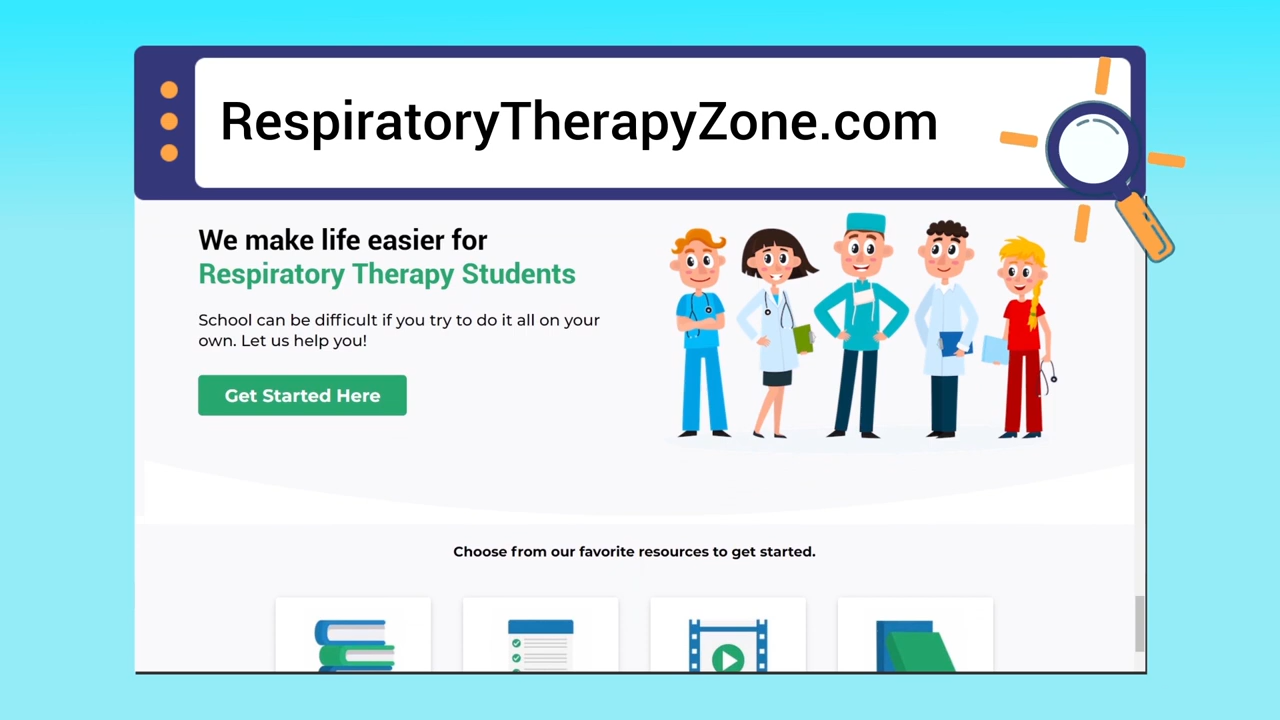 RespiratoryTherapyZone.com
We make life easier for
Respiratory Therapy Students
School can be difficult if you try to do it all on your
own. Let us help you!
Get Started Here
Choose from our favorite resources to get started.